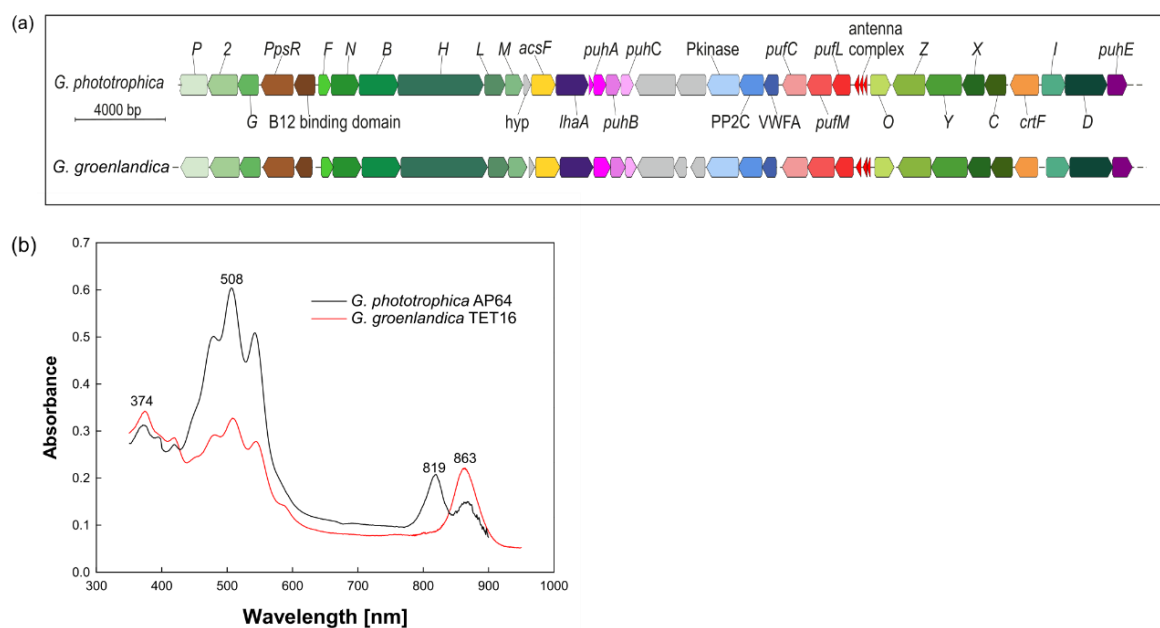 (a)
P 2 PpsR F N B H L M acsF puhA puhC Pkinase pufC pufL antenna complex Z X I puhE
G. phototrophica
4000 bp
G B12 binding domain hyp lhaA puhB PP2C VWFA pufM O Y C crtF D
G. groenlandica
(b)
0.7
0.6
0.5
0.4
0.3
0.2
0.1
0.0
Absorbance
508
G. phototrophica AP64
G. groenlandica TET16
374
819 863
300 400 500 600 700 800 900 1000
Wavelength [nm]